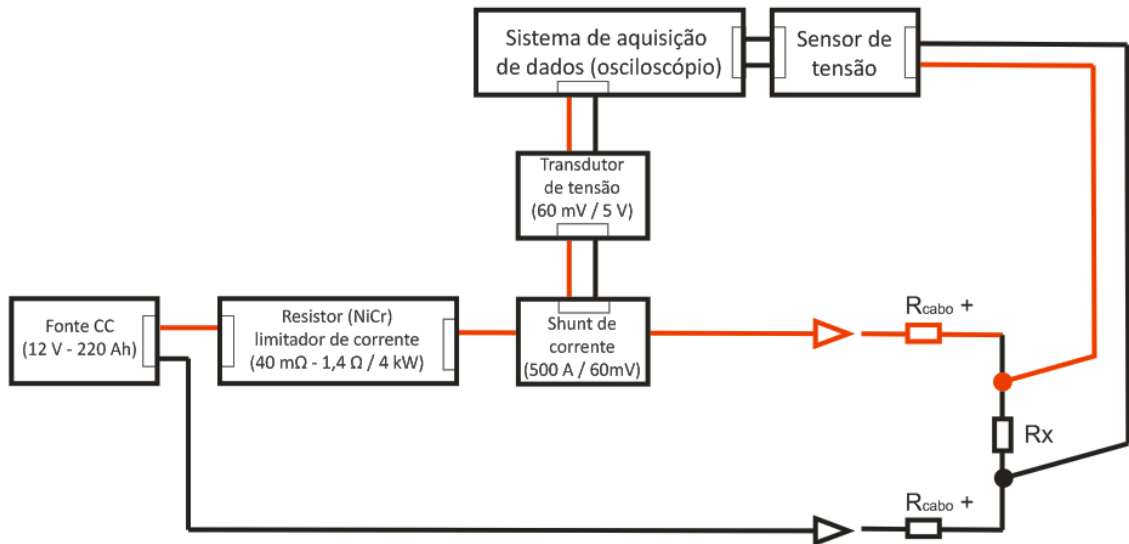 Sistema de aquisição
de dados (osciloscópio)
Sensor de
tensão
Transdutor
de tensão
(60 mV / 5 V)
Fonte CC
(12 V - 220 Ah)
Resistor (NiCr)
limitador de corrente
(40 mΩ - 1,4 Ω / 4 kW)
Shunt de
corrente
(500 A / 60mV)
Rcabo +
Rx
Rcabo +